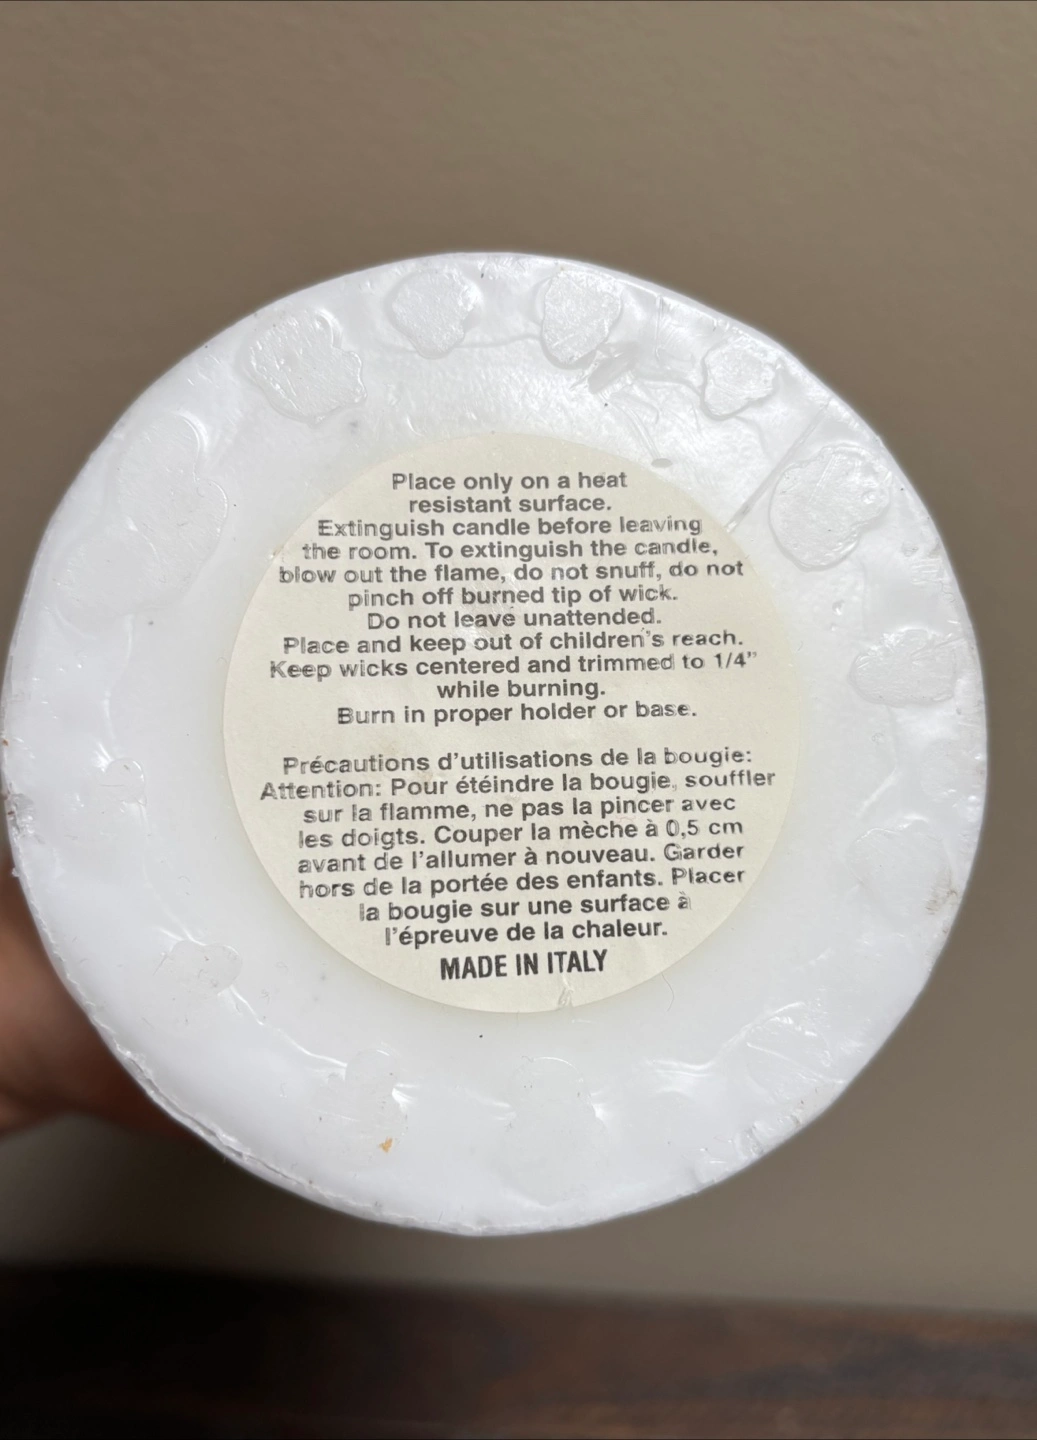 Place only on a heat
resistant surface.
Extinguish candle before leaving
the room. To extinguish the candle,
blow out the flame, do not snuff, do not
pinch off burned tip of wick.
Do not leave unattended.
Place and keep out of children's reach.
Keep wicks centered and trimmed to 1/4”
while burning.
Burn in proper holder or base.
Précautions d'utilisations de la bougie:
Attention: Pour étéindre la bougie, souffler
sur la flamme, ne pas la pincer avec
les doigts. Couper la mèche à 0,5 cm
avant de l'allumer à nouveau. Garder
hors de la portée des enfants. Placer
la bougie sur une surface à
l'épreuve de la chaleur.
MADE IN ITALY